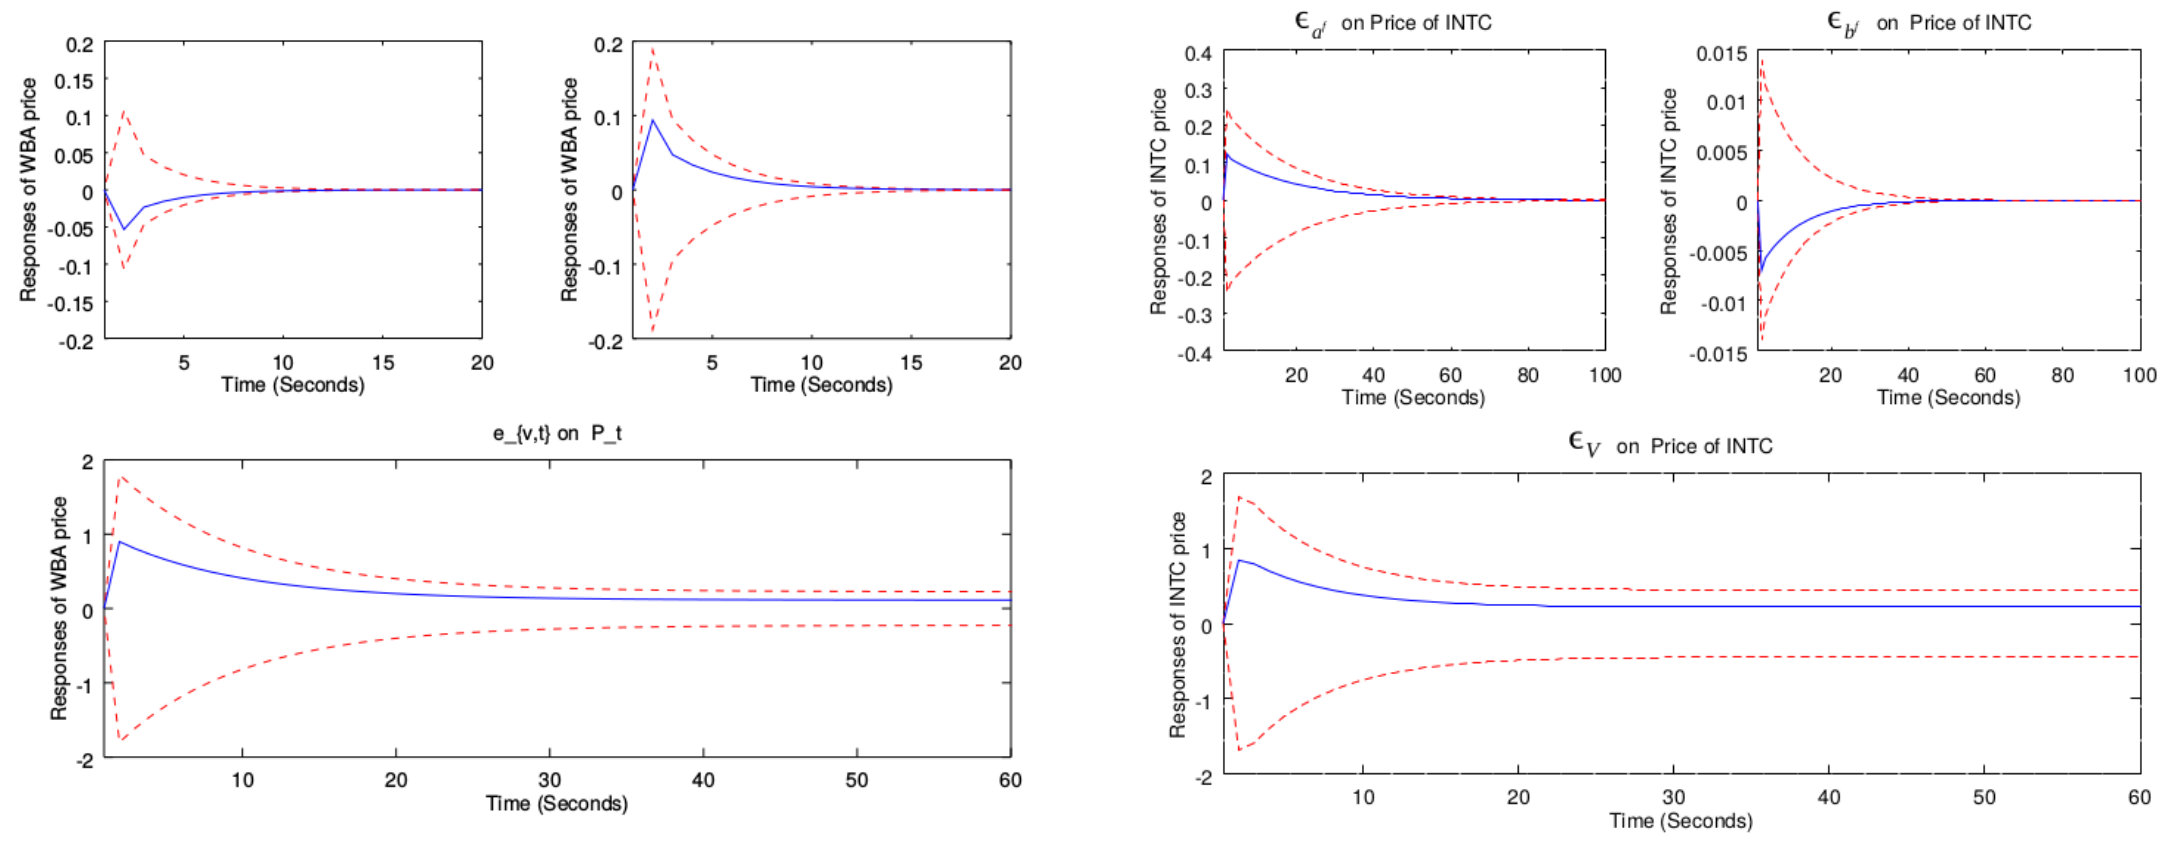 0.2
0.15
0.1
0.05
0
-0.05
-0.1
-0.15
-0.2
5 10 15 20
Time (Seconds)
Responses of WBA price
0.2
0.1
0
-0.1
-0.2
5 10 15 20
Time (Seconds)
Responses of WBA price
e_{v,t} on P_t
2
1
0
-1
-2
10 20 30 40 50 60
Time (Seconds)
Responses of WBA price
ϵ_{a^f} on Price of INTC
0.4
0.3
0.2
0.1
0
-0.1
-0.2
-0.3
-0.4
20 40 60 80 100
Time (Seconds)
Responses of INTC price
ϵ_{b^f} on Price of INTC
0.015
0.01
0.005
0
-0.005
-0.01
-0.015
20 40 60 80 100
Time (Seconds)
Responses of INTC price
ϵ_V on Price of INTC
2
1
0
-1
-2
10 20 30 40 50 60
Time (Seconds)
Responses of INTC price